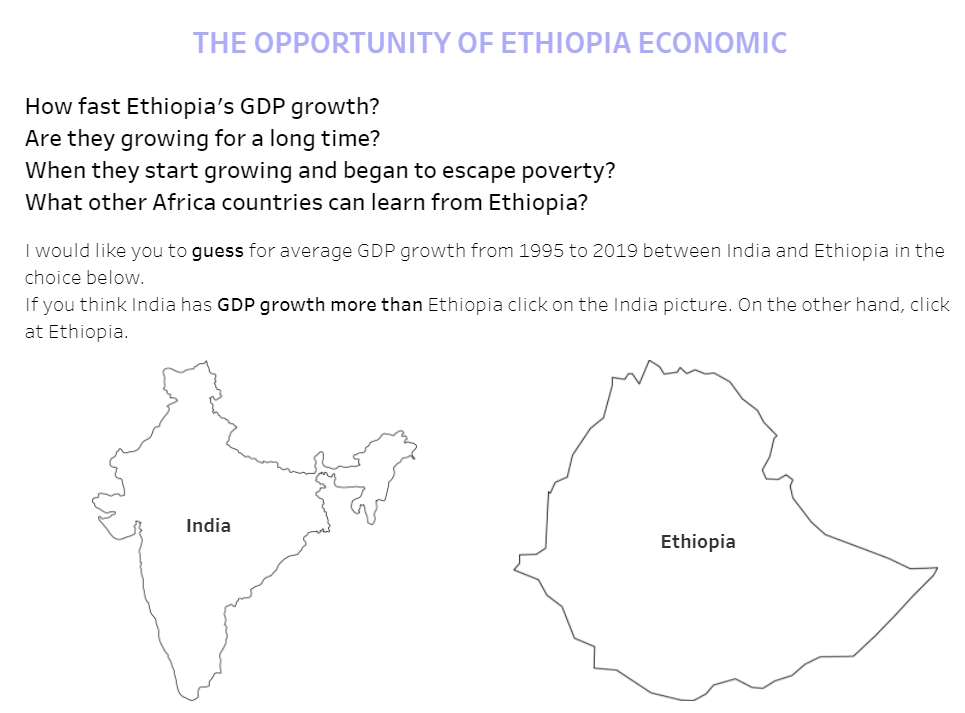 THE OPPORTUNITY OF ETHIOPIA ECONOMIC
How fast Ethiopia’s GDP growth?
Are they growing for a long time?
When they start growing and began to escape poverty?
What other Africa countries can learn from Ethiopia?
I would like you to guess for average GDP growth from 1995 to 2019 between India and Ethiopia in the
choice below.
If you think India has GDP growth more than Ethiopia click on the India picture. On the other hand, click
at Ethiopia.
India
Ethiopia